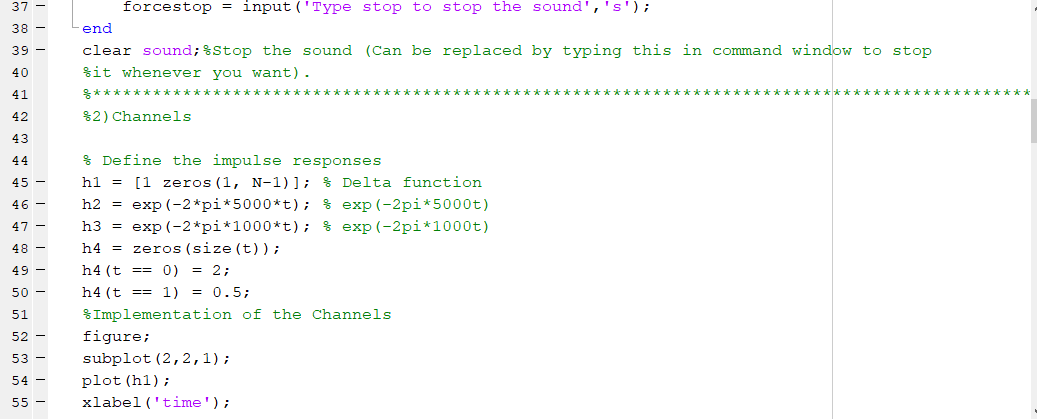 37 forcestop = input('Type stop to stop the sound','s');
38 end
39 clear sound;%Stop the sound (Can be replaced by typing this in command window to stop
40 %it whenever you want).
41 %**********************************************************************************************
42 %2)Channels
43
44 % Define the impulse responses
45 h1 = [1 zeros(1, N-1)]; % Delta function
46 h2 = exp(-2*pi*5000*t); % exp(-2pi*5000t)
47 h3 = exp(-2*pi*1000*t); % exp(-2pi*1000t)
48 h4 = zeros(size(t));
49 h4(t == 0) = 2;
50 h4(t == 1) = 0.5;
51 %Implementation of the Channels
52 figure;
53 subplot(2,2,1);
54 plot(h1);
55 xlabel('time');